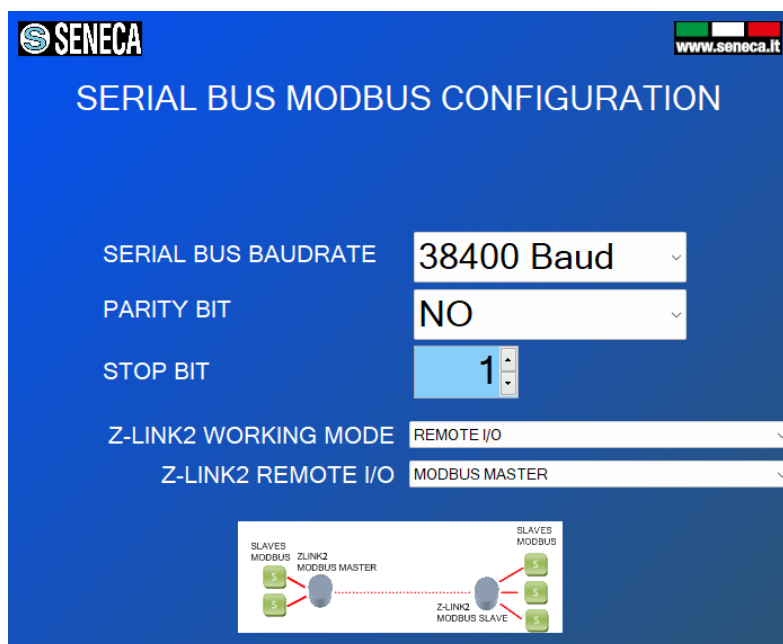 SENECA
www.seneca.it
SERIAL BUS MODBUS CONFIGURATION
SERIAL BUS BAUDRATE 38400 Baud
PARITY BIT NO
STOP BIT 1
Z-LINK2 WORKING MODE REMOTE I/O
Z-LINK2 REMOTE I/O MODBUS MASTER
SLAVES
MODBUS
ZLINK2
MODBUS MASTER
S
S
SLAVES
MODBUS
S
S
S
Z-LINK2
MODBUS SLAVE